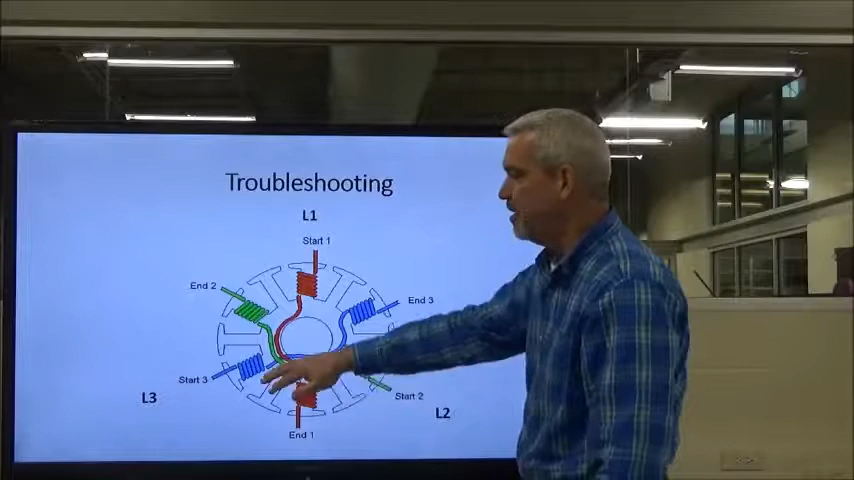 Troubleshooting
L1
Start 1
End 2
End 3
Start 3
L3
Start 2
L2
End 1